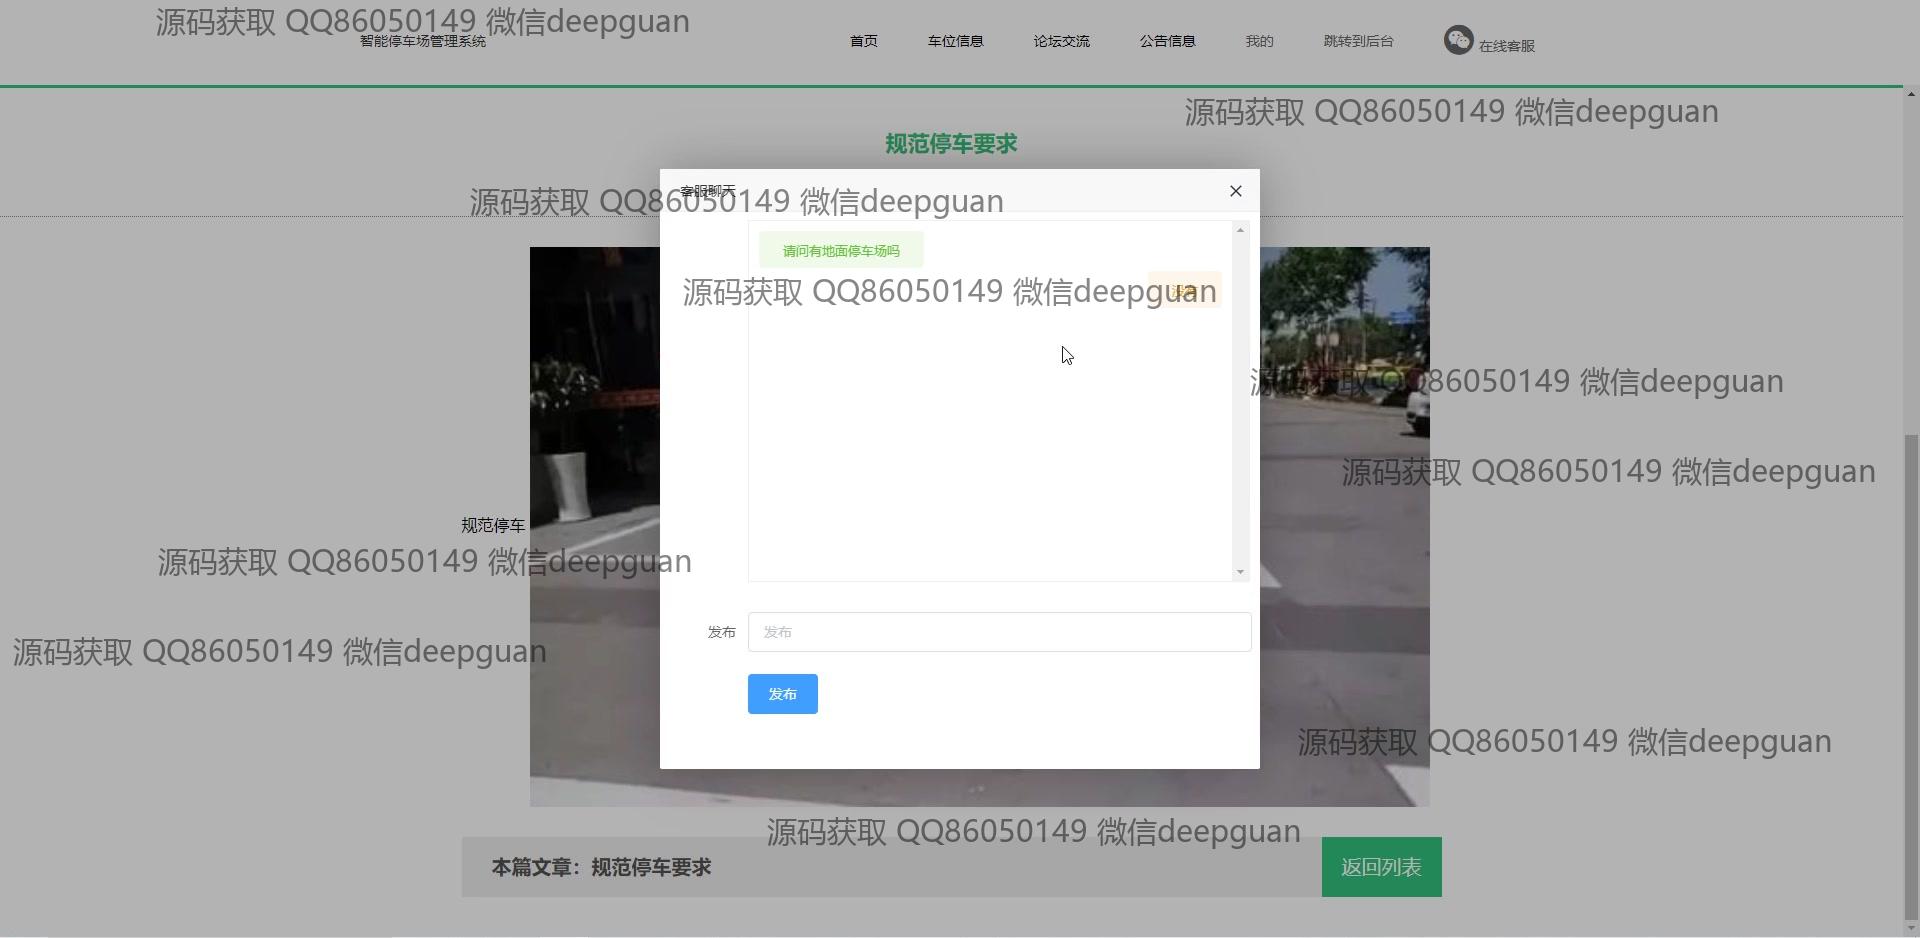 源码获取 QQ86050149 微信deepguan
智能停车场管理系统
首页
车位信息
论坛交流
公告信息
我的
跳转到后台
在线客服
源码获取 QQ86050149 微信deepguan
规范停车要求
客服聊天
源码获取 QQ86050149 微信deepguan
请问有地面停车场吗
源码获取 QQ86050149 微信deepguan
源码获取 QQ86050149 微信deepguan
源码获取 QQ86050149 微信deepguan
规范停车
源码获取 QQ86050149 微信deepguan
发布
发布
源码获取 QQ86050149 微信deepguan
发布
源码获取 QQ86050149 微信deepguan
源码获取 QQ86050149 微信deepguan
本篇文章：规范停车要求
返回列表